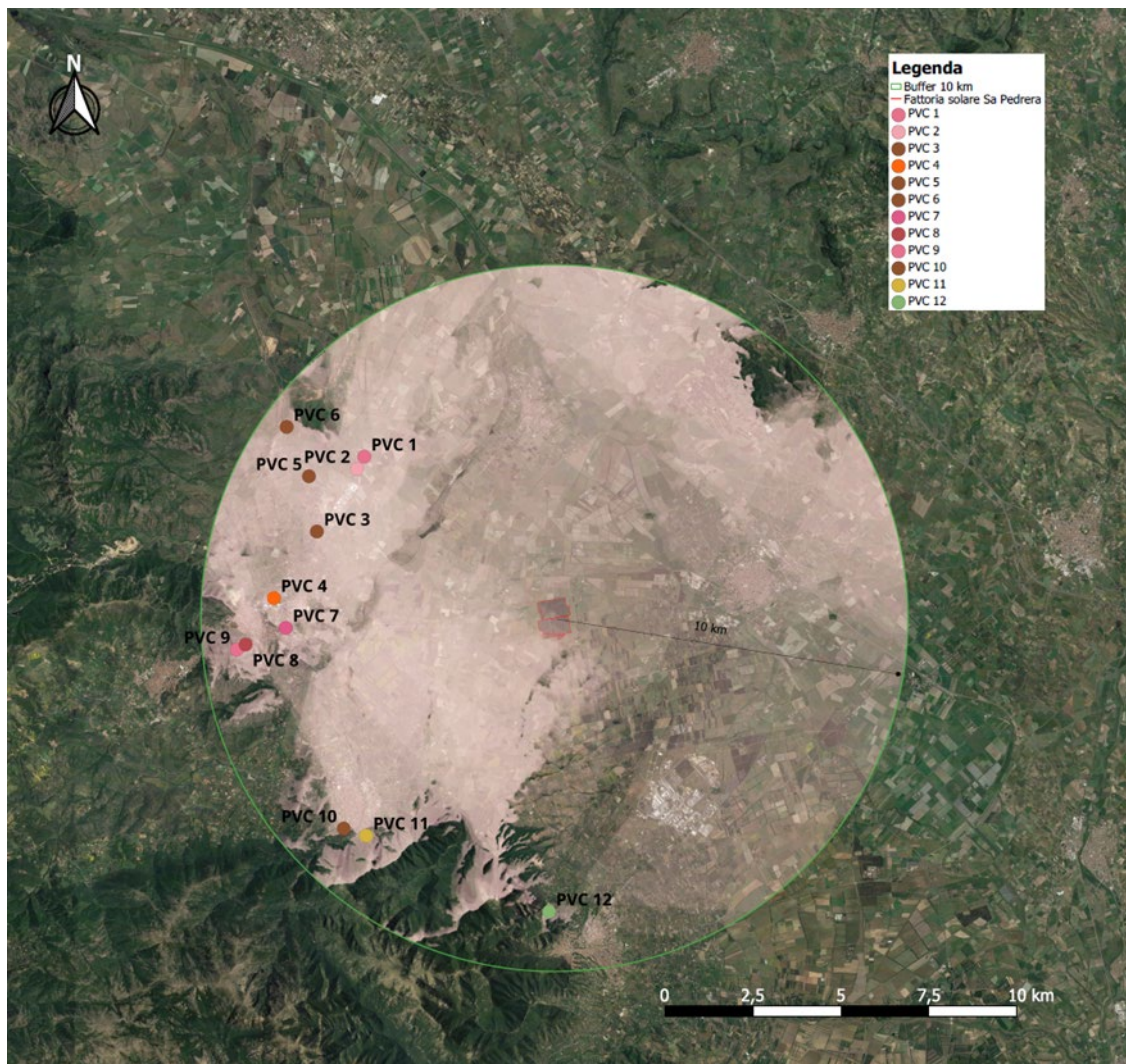 N
Legenda
Buffer 10 km
Fattoria solare Sa Pedrera
PVC 1
PVC 2
PVC 3
PVC 4
PVC 5
PVC 6
PVC 7
PVC 8
PVC 9
PVC 10
PVC 11
PVC 12
PVC 6
PVC 1
PVC 2
PVC 5
PVC 3
PVC 4
PVC 7
PVC 9
PVC 8
10 km
PVC 10
PVC 11
PVC 12
0 2,5 5 7,5 10 km